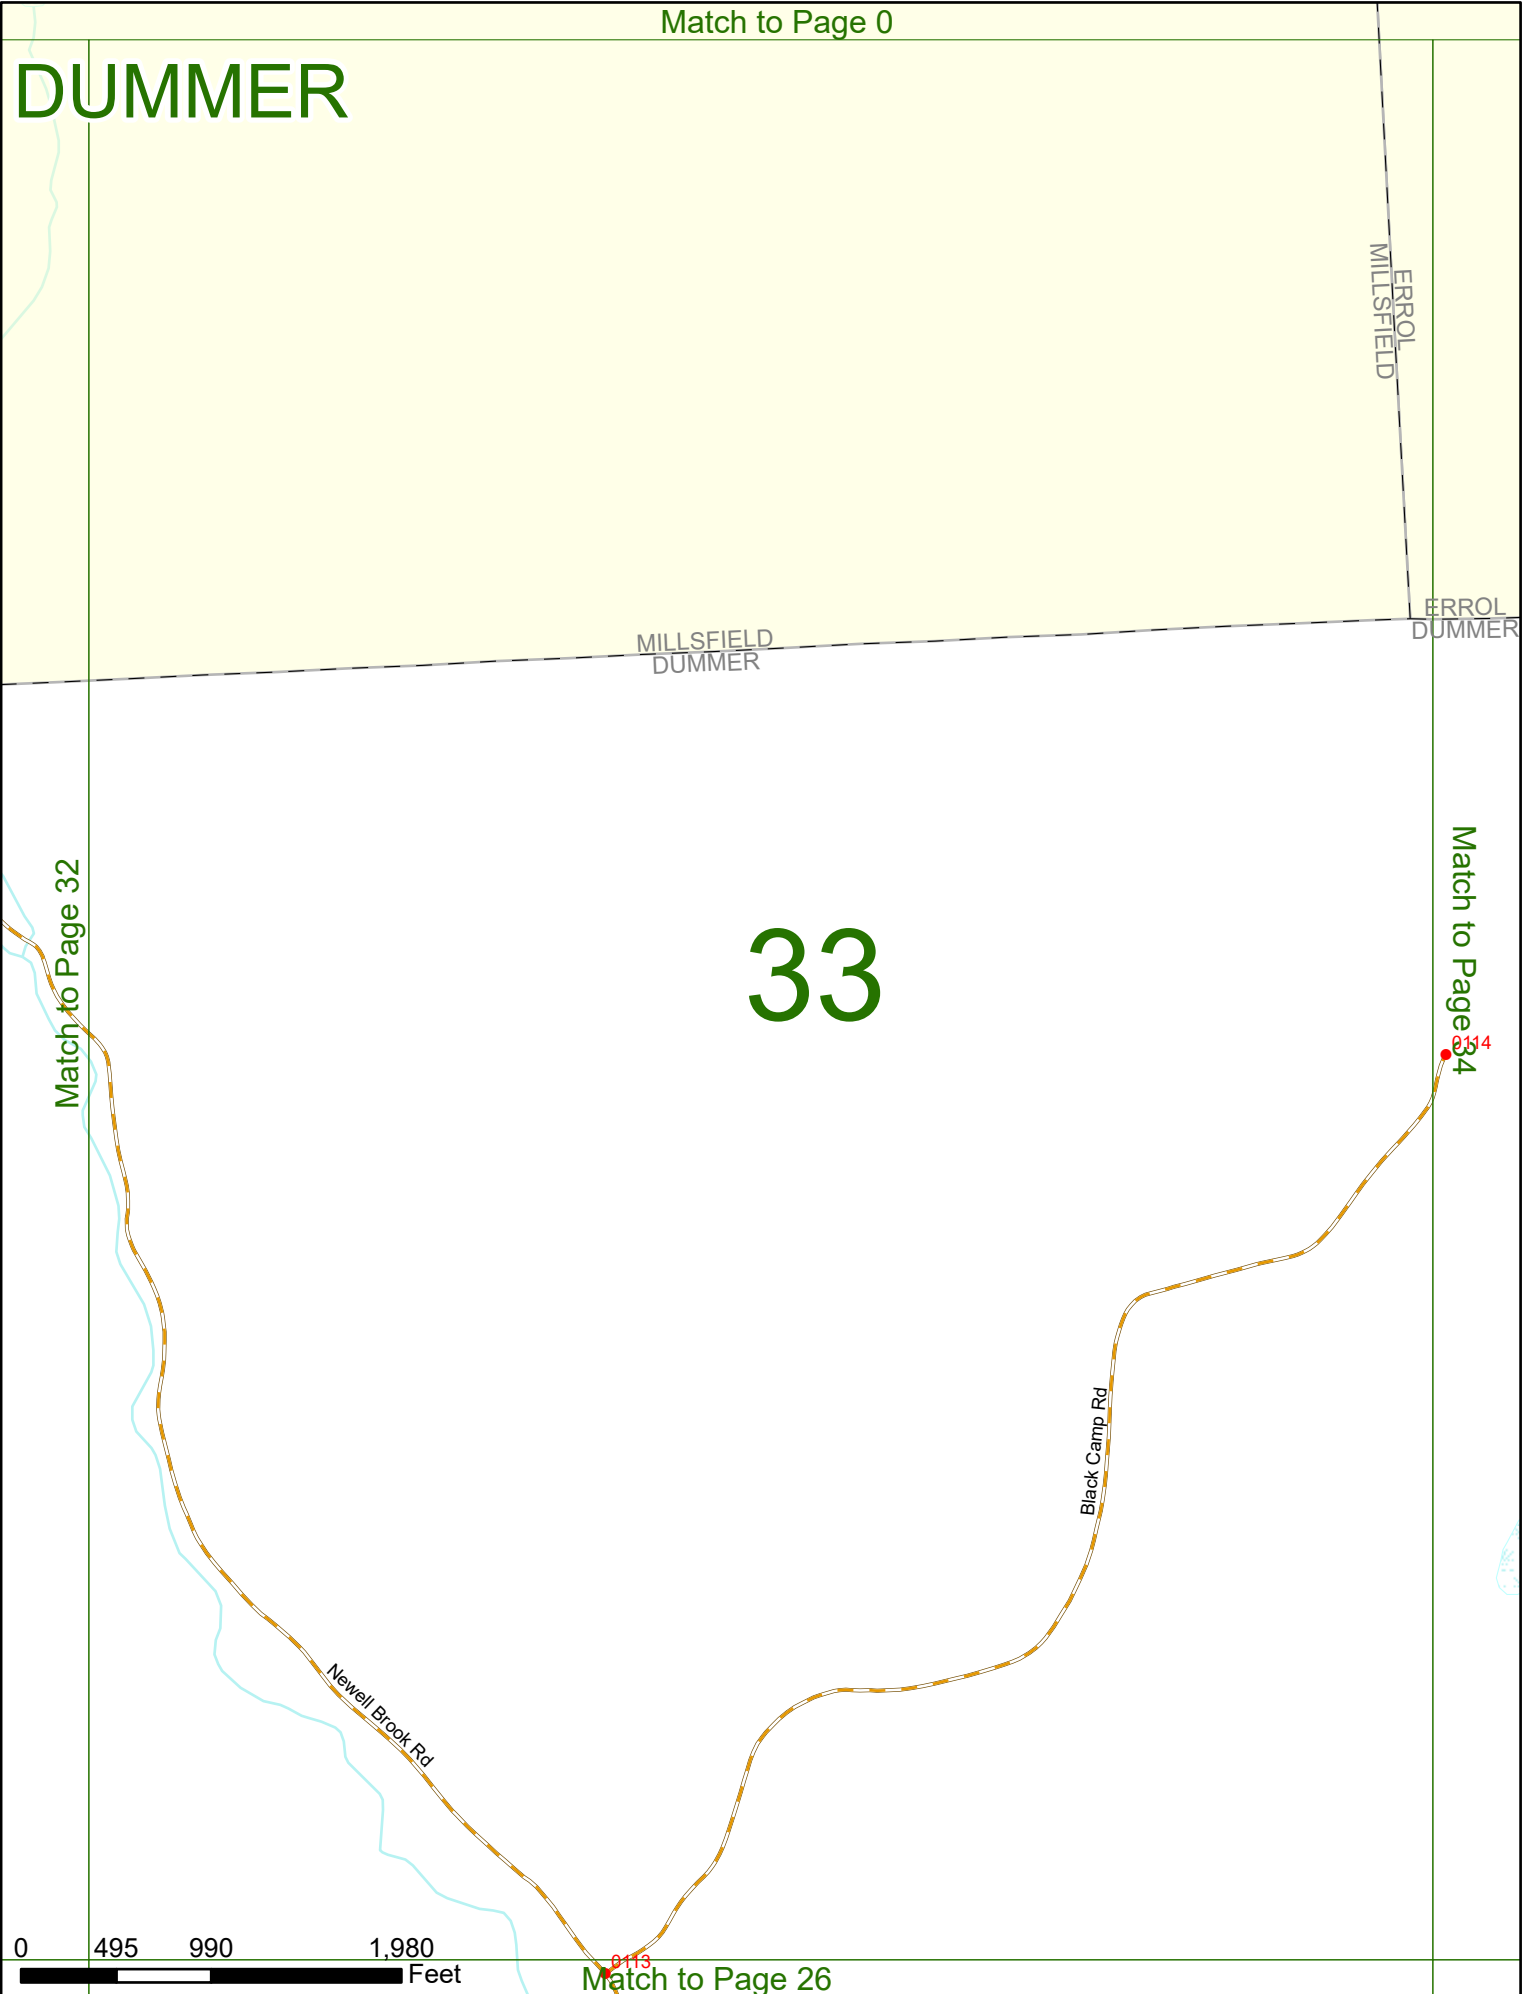 Match to Page 0
DUMMER
ERROL
MILLSFIELD
ERROL
DUMMER
MILLSFIELD
DUMMER
Match to Page 32
33
Match to Page 34
0114
Black Camp Rd
Newell Brook Rd
0 495 990 1,980
Feet
0113
Match to Page 26